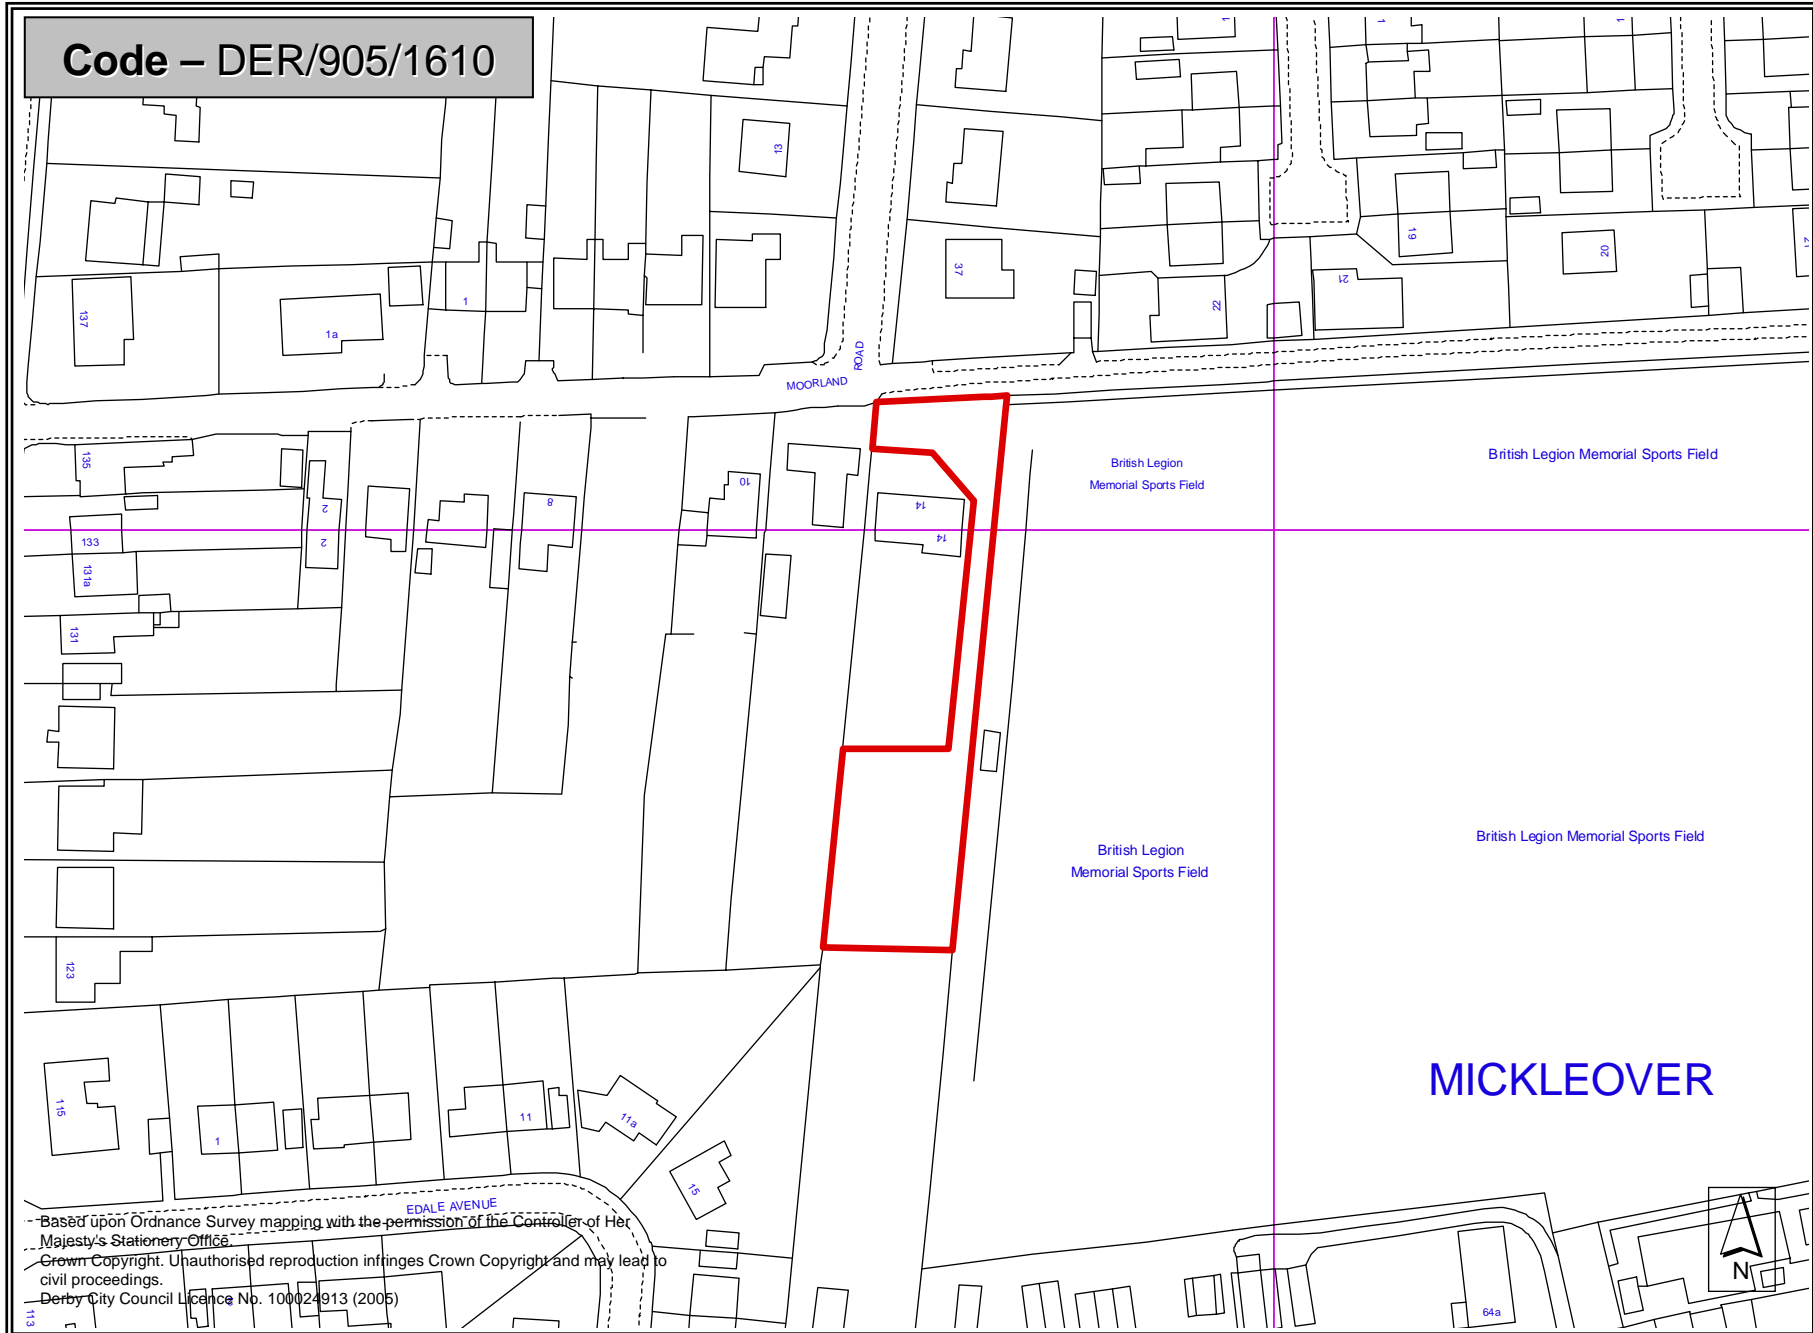 Code – DER/905/1610
13
37
22
19
21
20
137
1a
1
MOORLAND ROAD
135
133
131a
131
2
2
8
10
14
14
British Legion
Memorial Sports Field
British Legion Memorial Sports Field
British Legion
Memorial Sports Field
British Legion Memorial Sports Field
123
115
1
11
11a
15
MICKLEOVER
EDALE AVENUE
Based upon Ordnance Survey mapping with the permission of the Controller of Her
Majesty's Stationery Office.
Crown Copyright. Unauthorised reproduction infringes Crown Copyright and may lead to
civil proceedings.
Derby City Council Licence No. 100024913 (2005)
113
64a
N